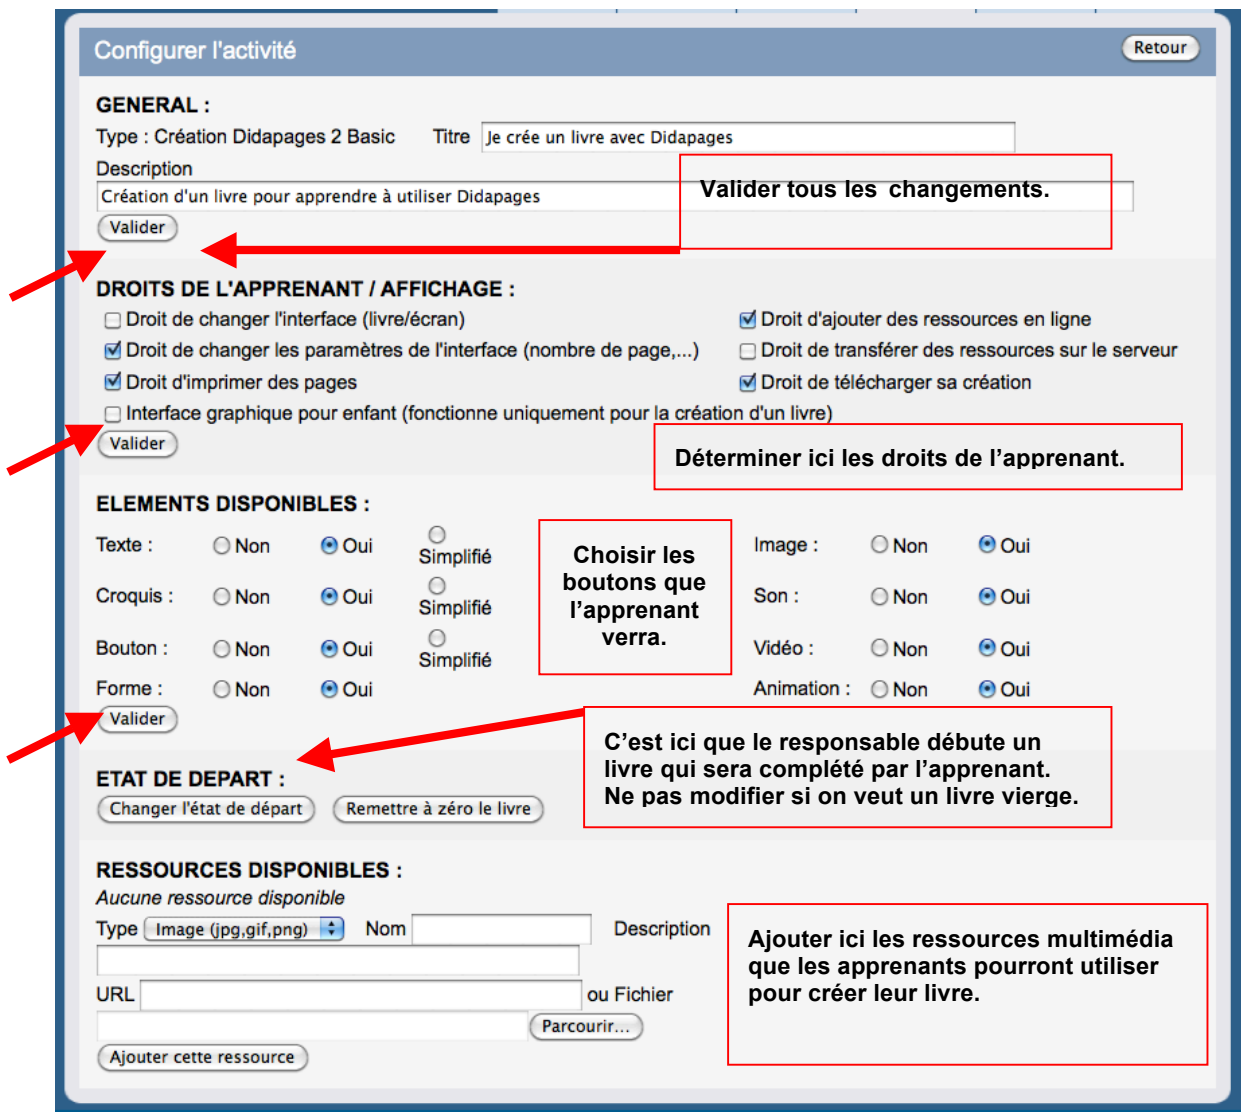 Configurer l'activité
Retour
GENERAL :
Type : Création Didapages 2 Basic Titre Je crée un livre avec Didapages
Description
Création d'un livre pour apprendre à utiliser Didapages
Valider tous les changements.
Valider
DROITS DE L'APPRENANT / AFFICHAGE :
Droit de changer l'interface (livre/écran) Droit d'ajouter des ressources en ligne
Droit de changer les paramètres de l'interface (nombre de page,...) Droit de transférer des ressources sur le serveur
Droit d'imprimer des pages Droit de télécharger sa création
Interface graphique pour enfant (fonctionne uniquement pour la création d'un livre)
Valider
Déterminer ici les droits de l’apprenant.
ELEMENTS DISPONIBLES :
Texte : Non Oui Simplifié Image : Non Oui
Croquis : Non Oui Simplifié Son : Non Oui
Bouton : Non Oui Simplifié Vidéo : Non Oui
Forme : Non Oui Animation : Non Oui
Choisir les
boutons que
l’apprenant
verra.
Valider
C’est ici que le responsable débute un
livre qui sera complété par l’apprenant.
Ne pas modifier si on veut un livre vierge.
ETAT DE DEPART :
Changer l'état de départ Remettre à zéro le livre
RESSOURCES DISPONIBLES :
Aucune ressource disponible
Type Image (jpg,gif,png) Nom Description
URL ou Fichier
Parcourir...
Ajouter cette ressource
Ajouter ici les ressources multimédia
que les apprenants pourront utiliser
pour créer leur livre.